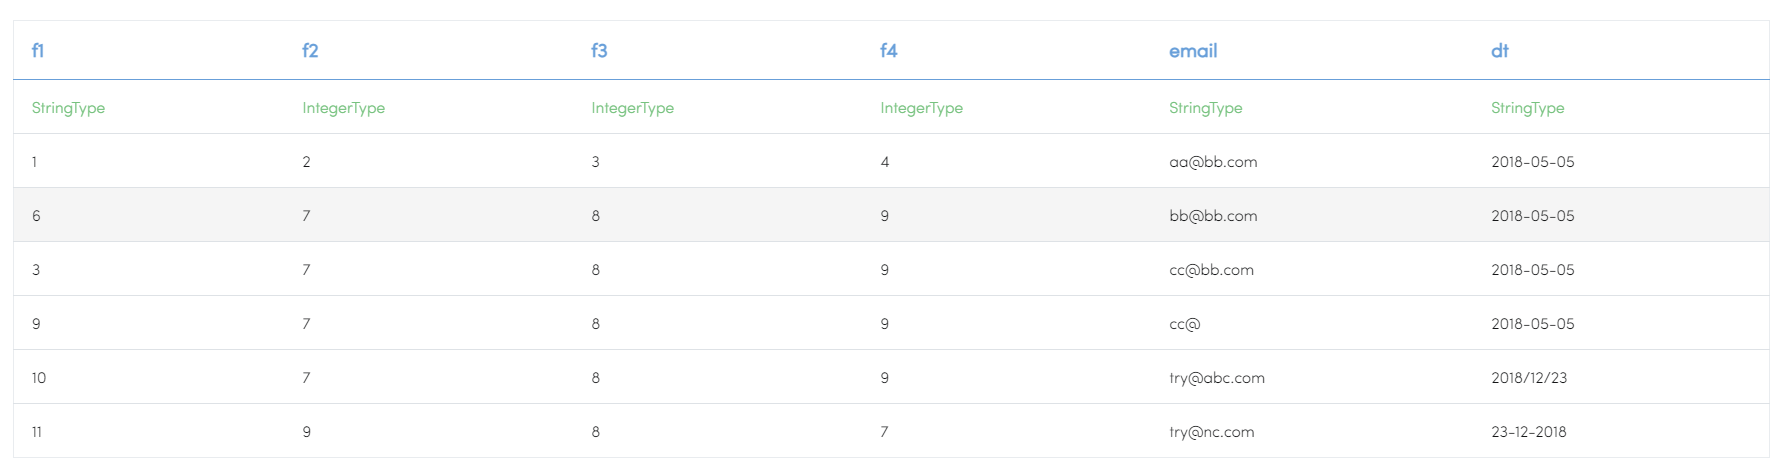 f1 f2 f3 f4 email dt
StringType IntegerType IntegerType IntegerType StringType StringType
1 2 3 4 aa@bb.com 2018-05-05
6 7 8 9 bb@bb.com 2018-05-05
3 7 8 9 cc@bb.com 2018-05-05
9 7 8 9 cc@ 2018-05-05
10 7 8 9 try@abc.com 2018/12/23
11 9 8 7 try@nc.com 23-12-2018